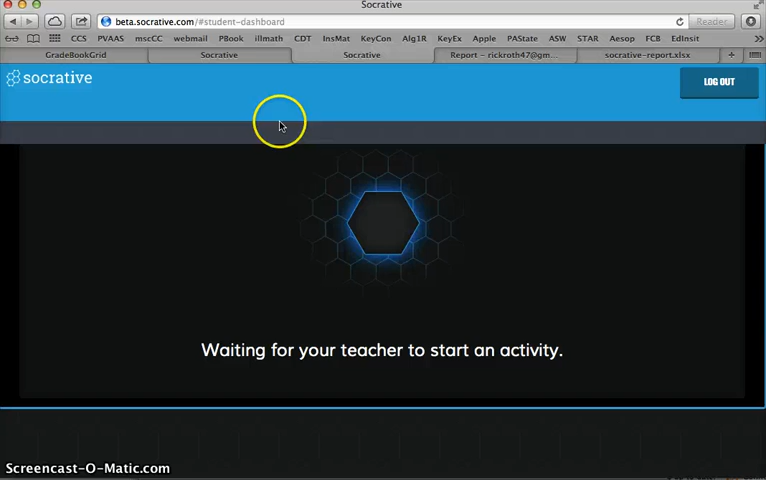 Socrative
beta.socrative.com/#student-dashboard
Reader
CCS PVAAS mscCC webmail PBook illmath CDT InsMat KeyCon Alg1R KeyEx Apple PAState ASW STAR Aesop FCB EdInsit
GradeBookGrid Socrative Socrative Report – rickroth47@gm... socrative-report.xlsx
socrative
LOG OUT
Waiting for your teacher to start an activity.
Screencast-O-Matic.com